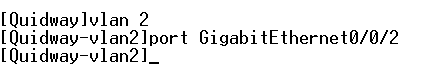 [Quidway]vlan 2
[Quidway-vlan2]port GigabitEthernet0/0/2
[Quidway-vlan2]_